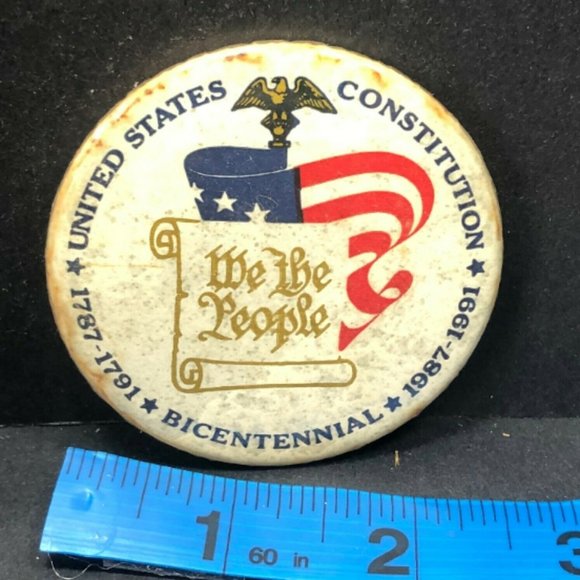 ★ UNITED STATES CONSTITUTION ★
1787-1791 ★ BICENTENNIAL ★ 1987-1991
We the
People
1
60 in
2
3